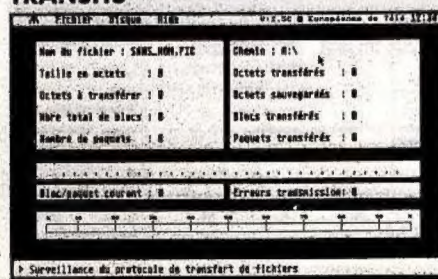 Fichier Disque Aide V:2.5C © Européenne de Télé 12:30
Nom du fichier : SANS_NOM.FIC
Taille en octets : 0
Octets à transférer : 0
Nbre total de blocs : 0
Nombre de paquets : 0
Chemin : A:\
Octets transférés : 0
Octets sauvegardés : 0
Blocs transférés : 0
Paquets transférés : 0
Bloc/paquet courant : 0
Erreurs transmission: 0
Surveillance du protocole de transfert de fichiers